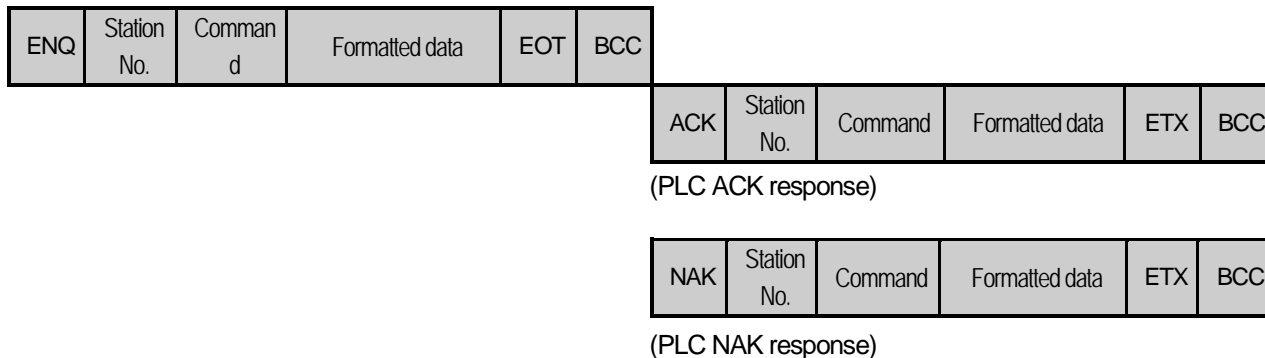 ENQ Station No. Comman d Formatted data EOT BCC
ACK Station No. Command Formatted data ETX BCC
(PLC ACK response)
NAK Station No. Command Formatted data ETX BCC
(PLC NAK response)